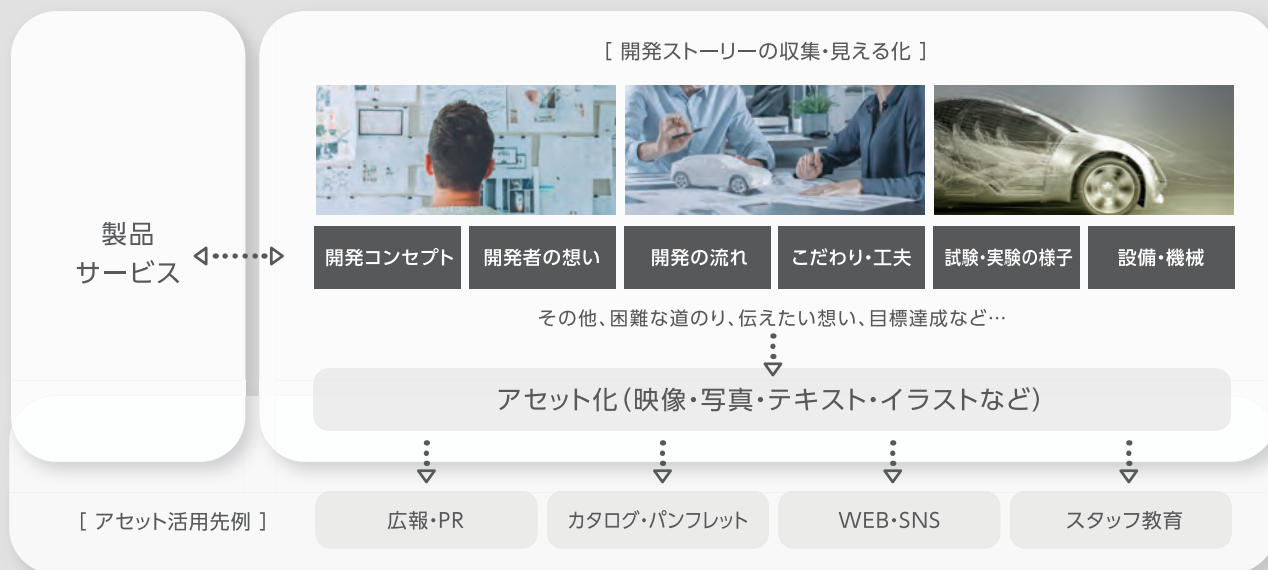 [ 開発ストーリーの収集・見える化 ]
製品
サービス
開発コンセプト
開発者の想い
開発の流れ
こだわり・工夫
試験・実験の様子
設備・機械
その他、困難な道のり、伝えたい想い、目標達成など…
アセット化（映像・写真・テキスト・イラストなど）
[ アセット活用先例 ]
広報・PR
カタログ・パンフレット
WEB・SNS
スタッフ教育